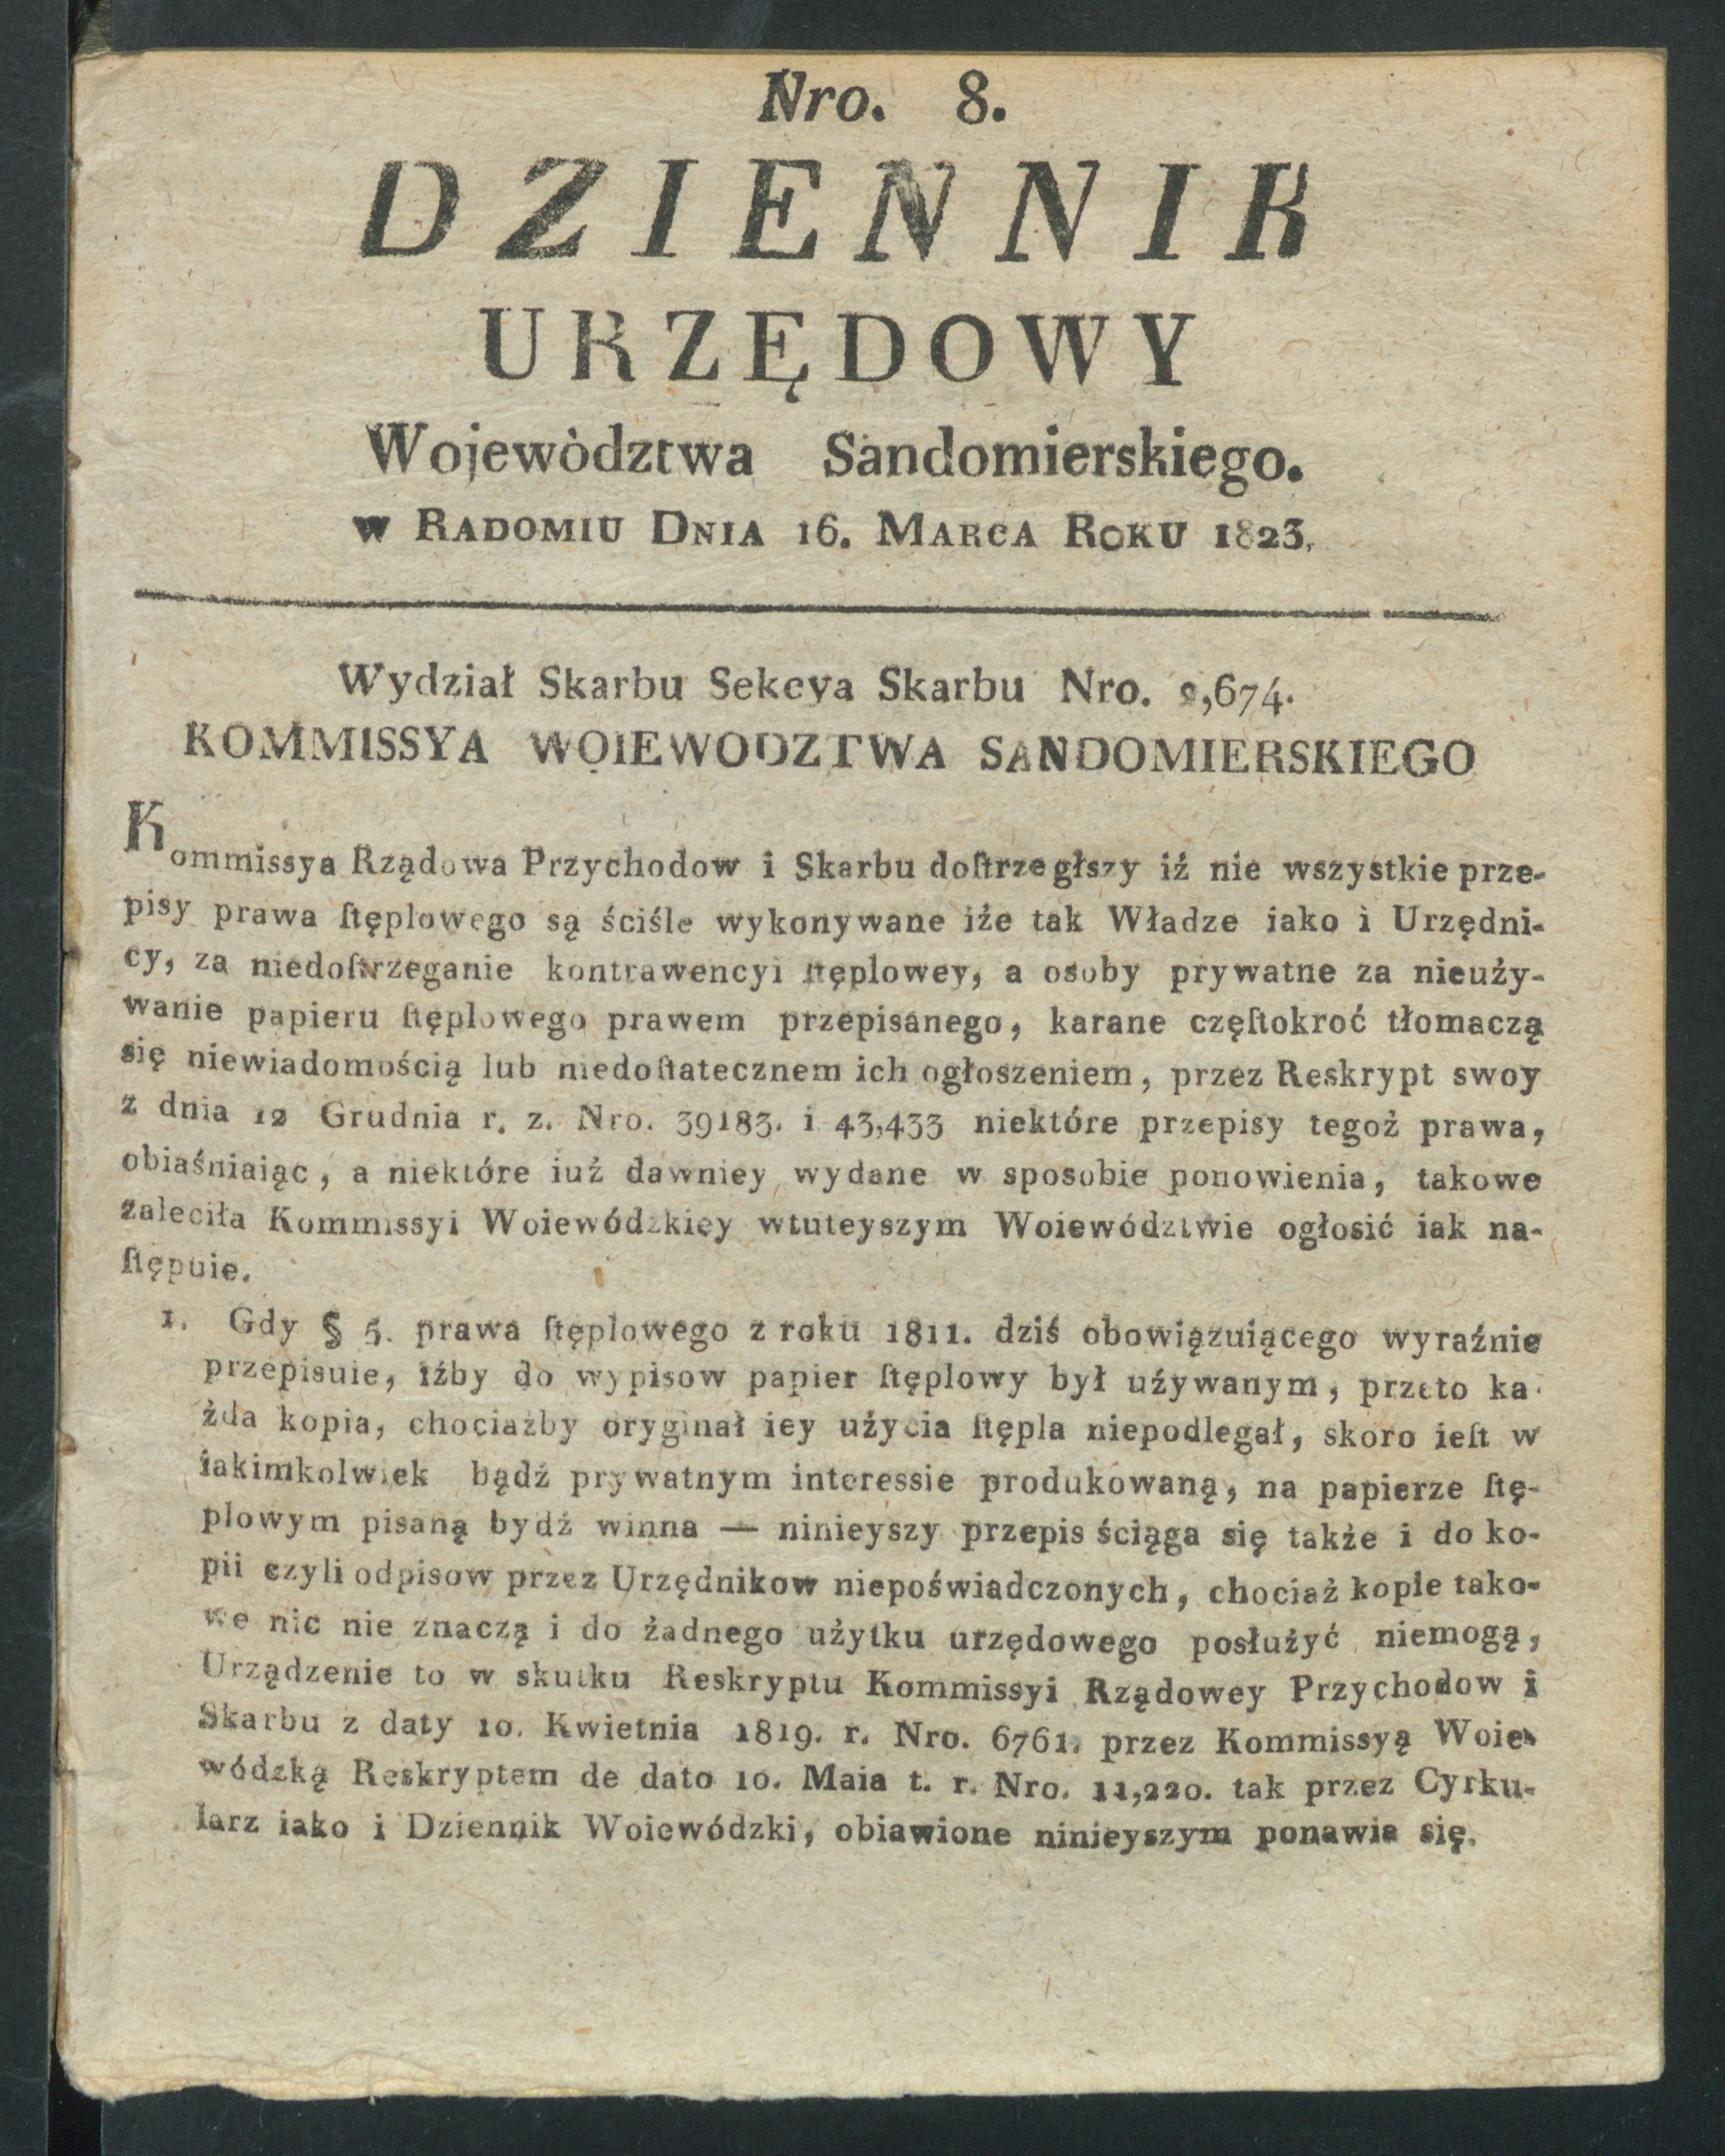 Nro. 8.
DZIENNIK
URZĘDOWY
Wojewòdztwa Sandomierskiego.
w Radomiu Dnia 16. Marca Roku 1823.
Wydział Skarbu Sekcya Skarbu Nro. 2,674.
KOMMISSYA WOIEWODZTWA SANDOMIERSKIEGO
Kommissya Rządowa Przychodow i Skarbu doſtrzegłszy iź nie wszystkie prze-
pisy prawa ſtęplowego są ściśle wykonywane iźe tak Władze iako i Urzędni-
cy, za niedoſtrzeganie kontrawencyi ſtęplowey, a osoby prywatne za nieuźy-
wanie papieru ſtęplowego prawem przepisanego, karane częſtokroć tłomaczą
się niewiadomością lub niedoſtatecznem ich ogłoszeniem, przez Reskrypt swoy
z dnia 12 Grudnia r. z. Nro. 39183. i 43,433 niektóre przepisy tegoż prawa,
obiaśniaiąc, a niektóre iuź dawniey wydane w sposobie ponowienia, takowe
zaleciła Kommissyi Woiewódzkiey wtuteyszym Woiewództwie ogłosić iak na-
ſtępuie.
1. Gdy § 5. prawa ſtęplowego z roku 1811. dziś obowiązuiącego wyraźnie
przepisuie, iźby do wypisow papier ſtęplowy był uźywanym, przeto ka-
żda kopia, chociażby oryginał iey uźycia ſtępla niepodlegał, skoro ieſt w
iakimkolwiek bądź prywatnym interessie produkowaną, na papierze ſtę-
plowym pisaną bydź winna — ninieyszy przepis ściąga się także i do ko-
pii czyli odpisow przez Urzędnikow niepoświadczonych, chociaż kopie tako-
we nic nie znaczą i do żadnego użytku urzędowego posłużyć niemogą,
Urządzenie to w skutku Reskryptu Kommissyi Rządowey Przychodow i
Skarbu z daty 10. Kwietnia 1819. r. Nro. 6761. przez Kommissyą Woie-
wódzką Reskryptem de dato 10. Maia t. r. Nro. 11,220. tak przez Cyrku-
larz iako i Dziennik Woiewódzki, obiawione ninieyszym ponawia się.